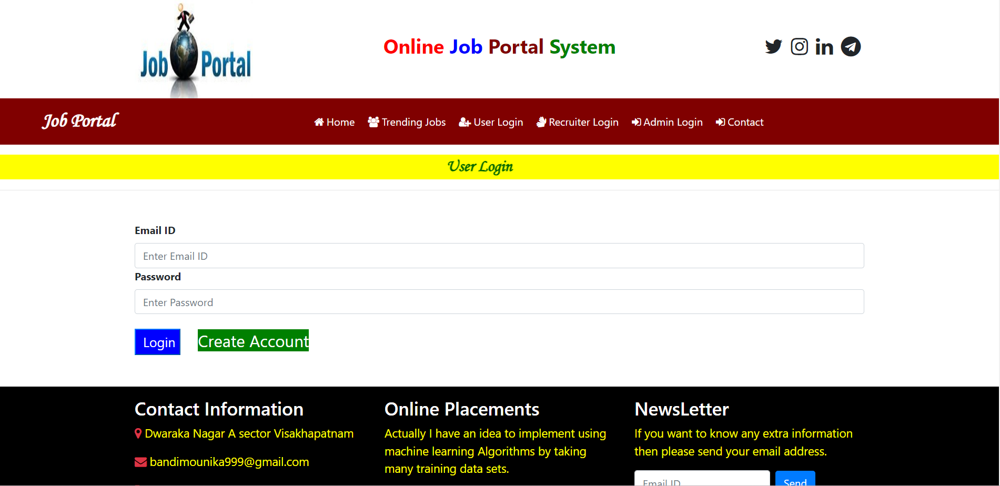 Job Portal
Online Job Portal System
Job Portal
Home Trending Jobs User Login Recruiter Login Admin Login Contact
User Login
Email ID
Enter Email ID
Password
Enter Password
Login Create Account
Contact Information
Dwaraka Nagar A sector Visakhapatnam
bandimounika999@gmail.com
Online Placements
Actually I have an idea to implement using
machine learning Algorithms by taking
many training data sets.
NewsLetter
If you want to know any extra information
then please send your email address.
Email ID Send